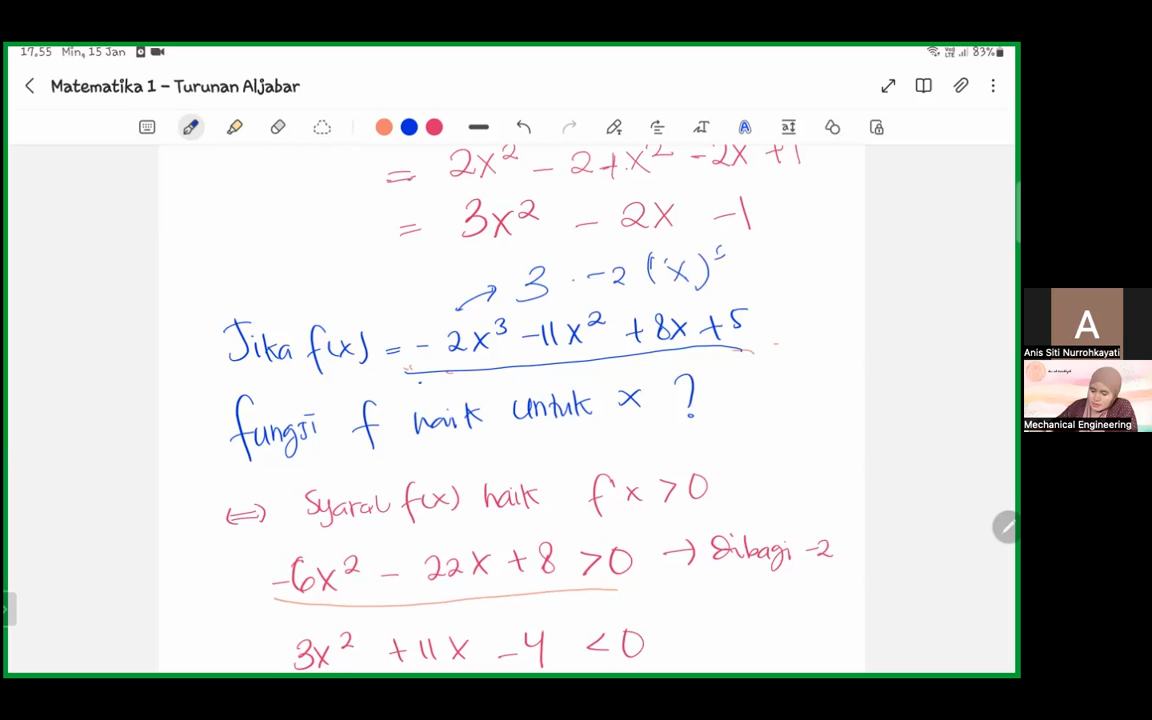 17.55 Min, 15 Jan
83%
Matematika 1 - Turunan Aljabar
= 2x² - 2 + x² - 2x + 1
= 3x² - 2x - 1
3 · -2 (x)
Jika f(x) = - 2x³ - 11x² + 8x + 5
fungsi f naik untuk x ?
⇔ Syarat f(x) naik f'x > 0
-6x² - 22x + 8 > 0 → Dibagi -2
3x² + 11x - 4 < 0
A
Anis Siti Nurrohkayati
Mechanical Engineering